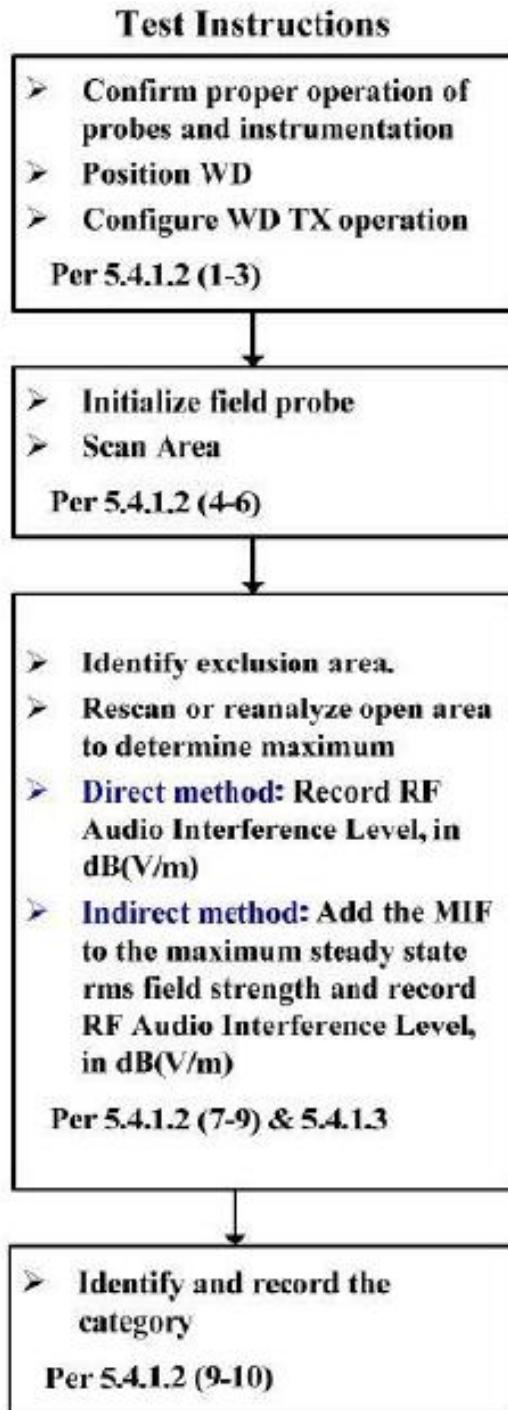 Test Instructions
➢ Confirm proper operation of
probes and instrumentation
➢ Position WD
➢ Configure WD TX operation
Per 5.4.1.2 (1-3)
➢ Initialize field probe
➢ Scan Area
Per 5.4.1.2 (4-6)
➢ Identify exclusion area.
➢ Rescan or reanalyze open area
to determine maximum
➢ Direct method: Record RF
Audio Interference Level, in
dB(V/m)
➢ Indirect method: Add the MIF
to the maximum steady state
rms field strength and record
RF Audio Interference Level,
in dB(V/m)
Per 5.4.1.2 (7-9) & 5.4.1.3
➢ Identify and record the
category
Per 5.4.1.2 (9-10)